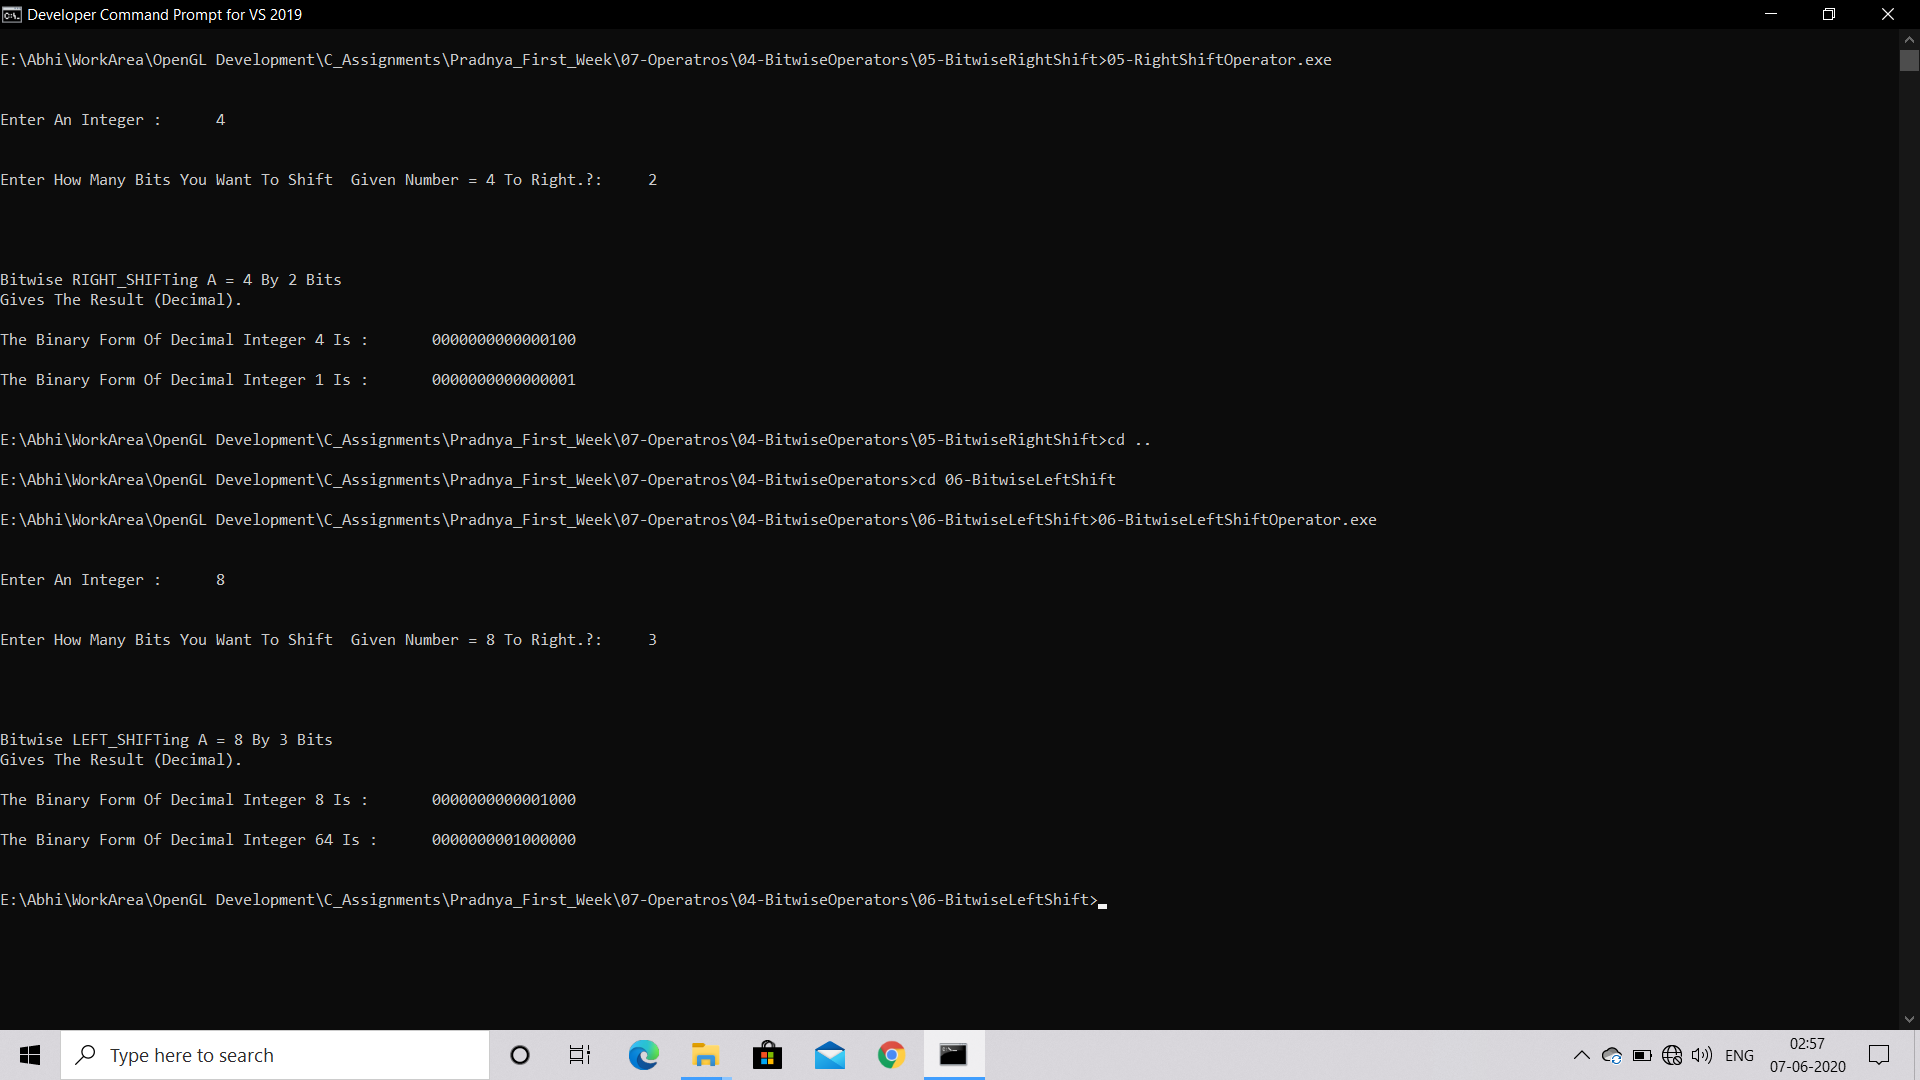 Developer Command Prompt for VS 2019
E:\Abhi\WorkArea\OpenGL Development\C_Assignments\Pradnya_First_Week\07-Operatros\04-BitwiseOperators\05-BitwiseRightShift>05-RightShiftOperator.exe
Enter An Integer : 4
Enter How Many Bits You Want To Shift  Given Number = 4 To Right.?: 2
Bitwise RIGHT_SHIFTing A = 4 By 2 Bits
Gives The Result (Decimal).
The Binary Form Of Decimal Integer 4 Is : 0000000000000100
The Binary Form Of Decimal Integer 1 Is : 0000000000000001
E:\Abhi\WorkArea\OpenGL Development\C_Assignments\Pradnya_First_Week\07-Operatros\04-BitwiseOperators\05-BitwiseRightShift>cd ..
E:\Abhi\WorkArea\OpenGL Development\C_Assignments\Pradnya_First_Week\07-Operatros\04-BitwiseOperators>cd 06-BitwiseLeftShift
E:\Abhi\WorkArea\OpenGL Development\C_Assignments\Pradnya_First_Week\07-Operatros\04-BitwiseOperators\06-BitwiseLeftShift>06-BitwiseLeftShiftOperator.exe
Enter An Integer : 8
Enter How Many Bits You Want To Shift  Given Number = 8 To Right.?: 3
Bitwise LEFT_SHIFTing A = 8 By 3 Bits
Gives The Result (Decimal).
The Binary Form Of Decimal Integer 8 Is : 0000000000001000
The Binary Form Of Decimal Integer 64 Is : 0000000001000000
E:\Abhi\WorkArea\OpenGL Development\C_Assignments\Pradnya_First_Week\07-Operatros\04-BitwiseOperators\06-BitwiseLeftShift>
Type here to search
ENG
02:57
07-06-2020